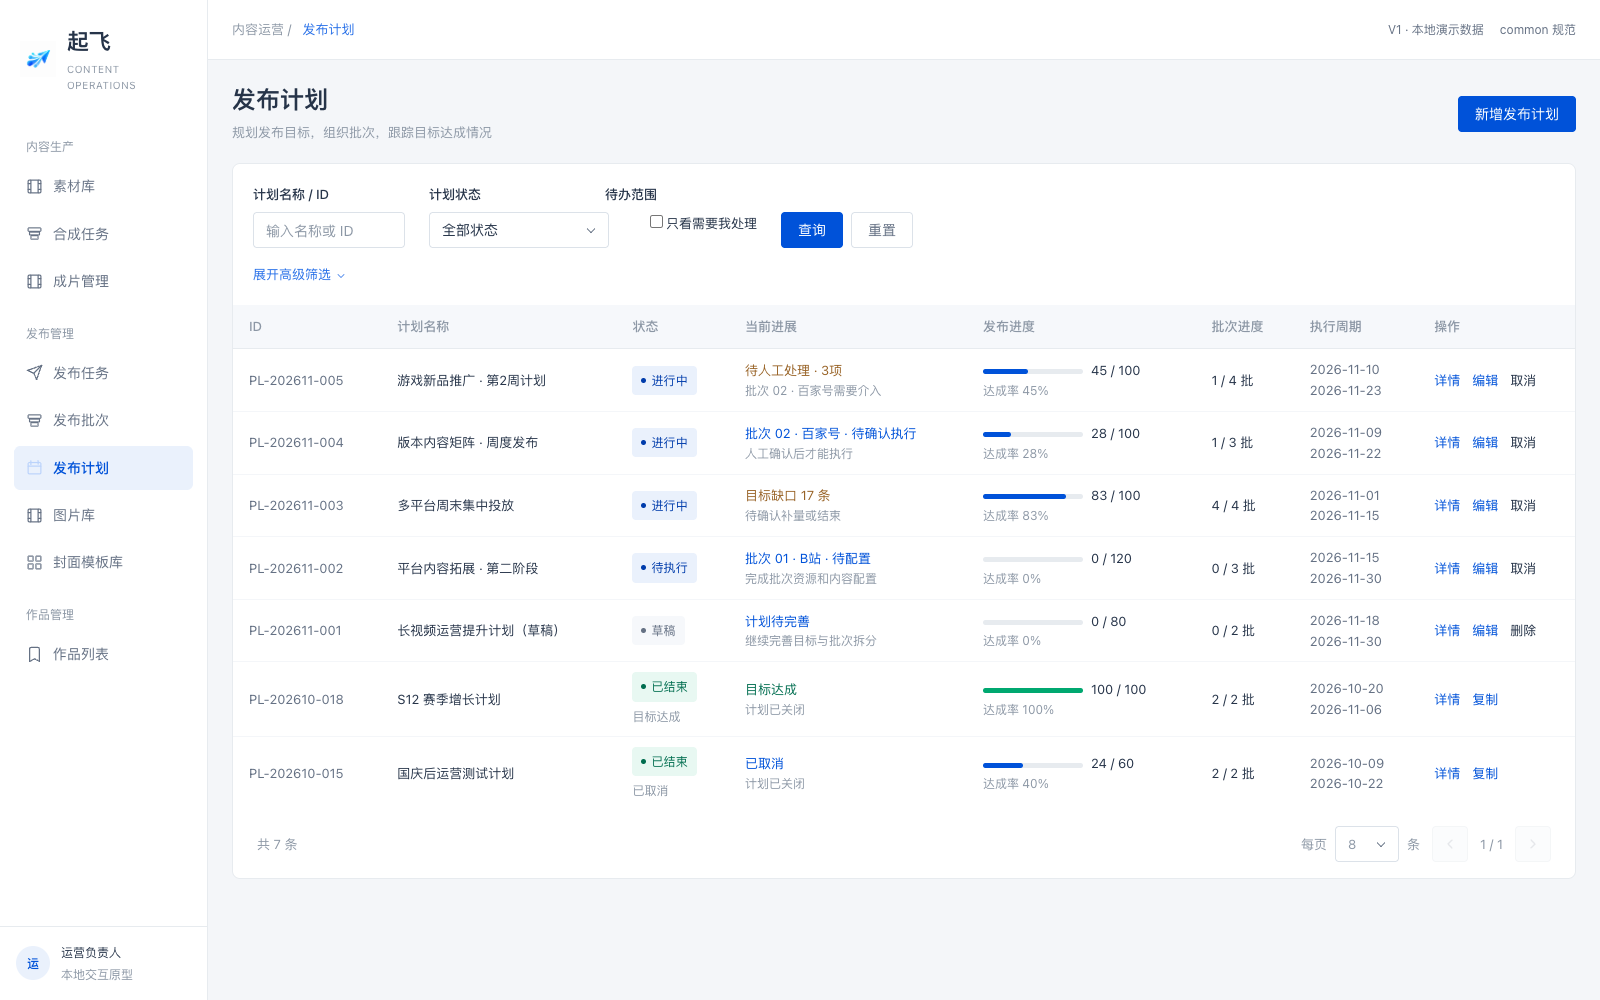 起飞
CONTENT
OPERATIONS
内容生产
素材库
合成任务
成片管理
发布管理
发布任务
发布批次
发布计划
图片库
封面模板库
作品管理
作品列表
运
运营负责人
本地交互原型
内容运营 / 发布计划
V1 · 本地演示数据 common 规范
发布计划
规划发布目标，组织批次，跟踪目标达成情况
新增发布计划
计划名称 / ID 计划状态 待办范围
输入名称或 ID 全部状态 只看需要我处理 查询 重置
展开高级筛选
ID 计划名称 状态 当前进展 发布进度 批次进度 执行周期 操作
PL-202611-005 游戏新品推广 · 第2周计划 进行中 待人工处理 · 3项 45 / 100 1 / 4 批 2026-11-10 详情 编辑 取消
批次 02 · 百家号需要介入 达成率 45% 2026-11-23
PL-202611-004 版本内容矩阵 · 周度发布 进行中 批次 02 · 百家号 · 待确认执行 28 / 100 1 / 3 批 2026-11-09 详情 编辑 取消
人工确认后才能执行 达成率 28% 2026-11-22
PL-202611-003 多平台周末集中投放 进行中 目标缺口 17 条 83 / 100 4 / 4 批 2026-11-01 详情 编辑 取消
待确认补量或结束 达成率 83% 2026-11-15
PL-202611-002 平台内容拓展 · 第二阶段 待执行 批次 01 · B站 · 待配置 0 / 120 0 / 3 批 2026-11-15 详情 编辑 取消
完成批次资源和内容配置 达成率 0% 2026-11-30
PL-202611-001 长视频运营提升计划（草稿） 草稿 计划待完善 0 / 80 0 / 2 批 2026-11-18 详情 编辑 删除
继续完善目标与批次拆分 达成率 0% 2026-11-30
PL-202610-018 S12 赛季增长计划 已结束 目标达成 100 / 100 2 / 2 批 2026-10-20 详情 复制
目标达成 计划已关闭 达成率 100% 2026-11-06
PL-202610-015 国庆后运营测试计划 已结束 已取消 24 / 60 2 / 2 批 2026-10-09 详情 复制
已取消 计划已关闭 达成率 40% 2026-10-22
共 7 条 每页 8 条 1 / 1